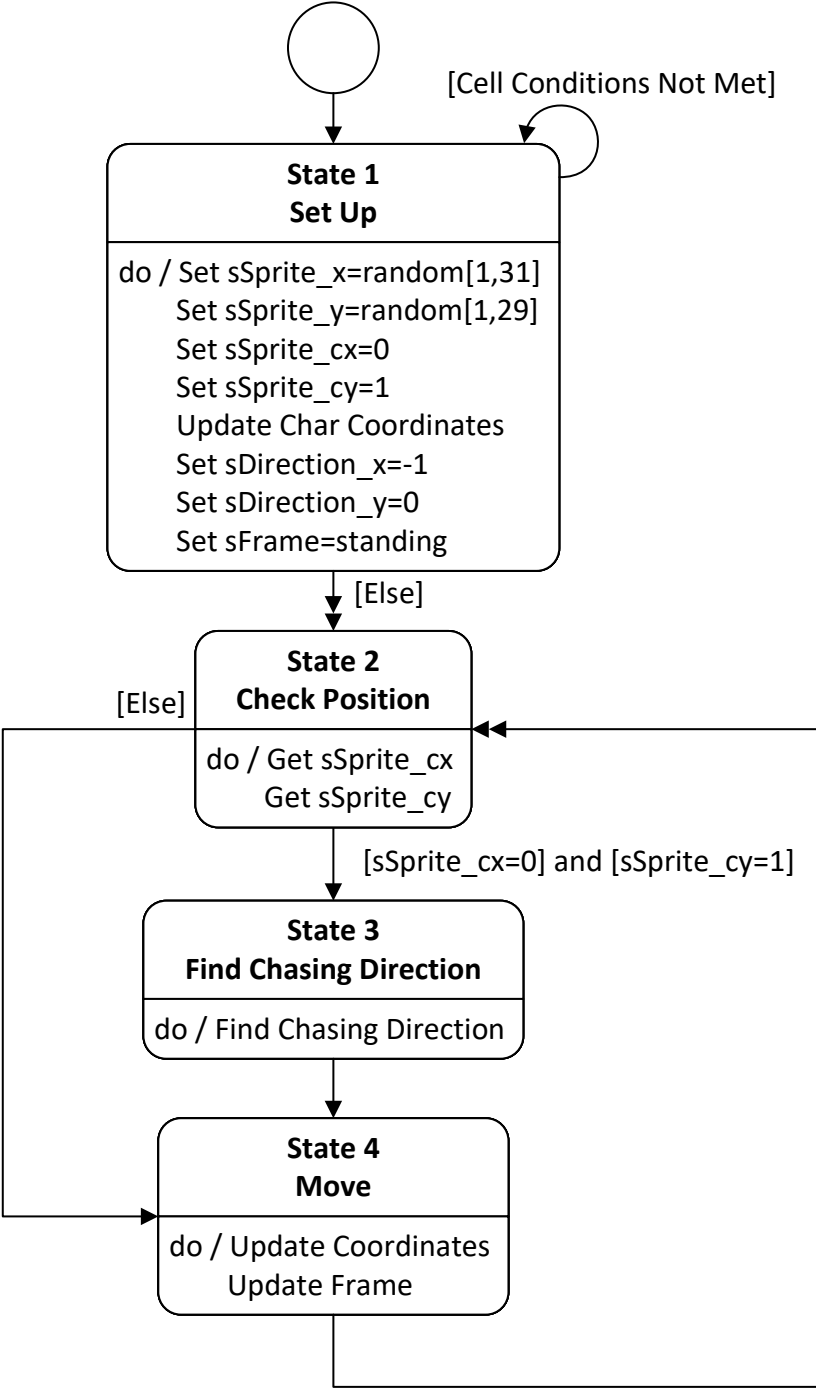 [Cell Conditions Not Met]
State 1
Set Up
do / Set sSprite_x=random[1,31]
Set sSprite_y=random[1,29]
Set sSprite_cx=0
Set sSprite_cy=1
Update Char Coordinates
Set sDirection_x=-1
Set sDirection_y=0
Set sFrame=standing
[Else]
State 2
Check Position
[Else]
do / Get sSprite_cx
Get sSprite_cy
[sSprite_cx=0] and [sSprite_cy=1]
State 3
Find Chasing Direction
do / Find Chasing Direction
State 4
Move
do / Update Coordinates
Update Frame